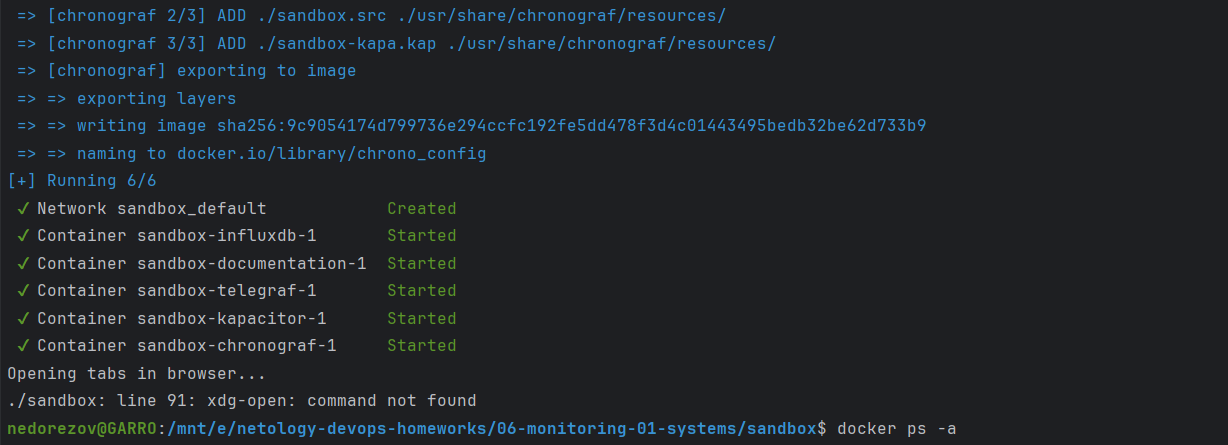 => [chronograf 2/3] ADD ./sandbox.src ./usr/share/chronograf/resources/
=> [chronograf 3/3] ADD ./sandbox-kapa.kap ./usr/share/chronograf/resources/
=> [chronograf] exporting to image
=> => exporting layers
=> => writing image sha256:9c9054174d799736e294ccfc192fe5dd478f3d4c01443495bedb32be62d733b9
=> => naming to docker.io/library/chrono_config
[+] Running 6/6
✓ Network sandbox_default Created
✓ Container sandbox-influxdb-1 Started
✓ Container sandbox-documentation-1 Started
✓ Container sandbox-telegraf-1 Started
✓ Container sandbox-kapacitor-1 Started
✓ Container sandbox-chronograf-1 Started
Opening tabs in browser...
./sandbox: line 91: xdg-open: command not found
nedorezov@GARRO:/mnt/e/netology-devops-homeworks/06-monitoring-01-systems/sandbox$ docker ps -a